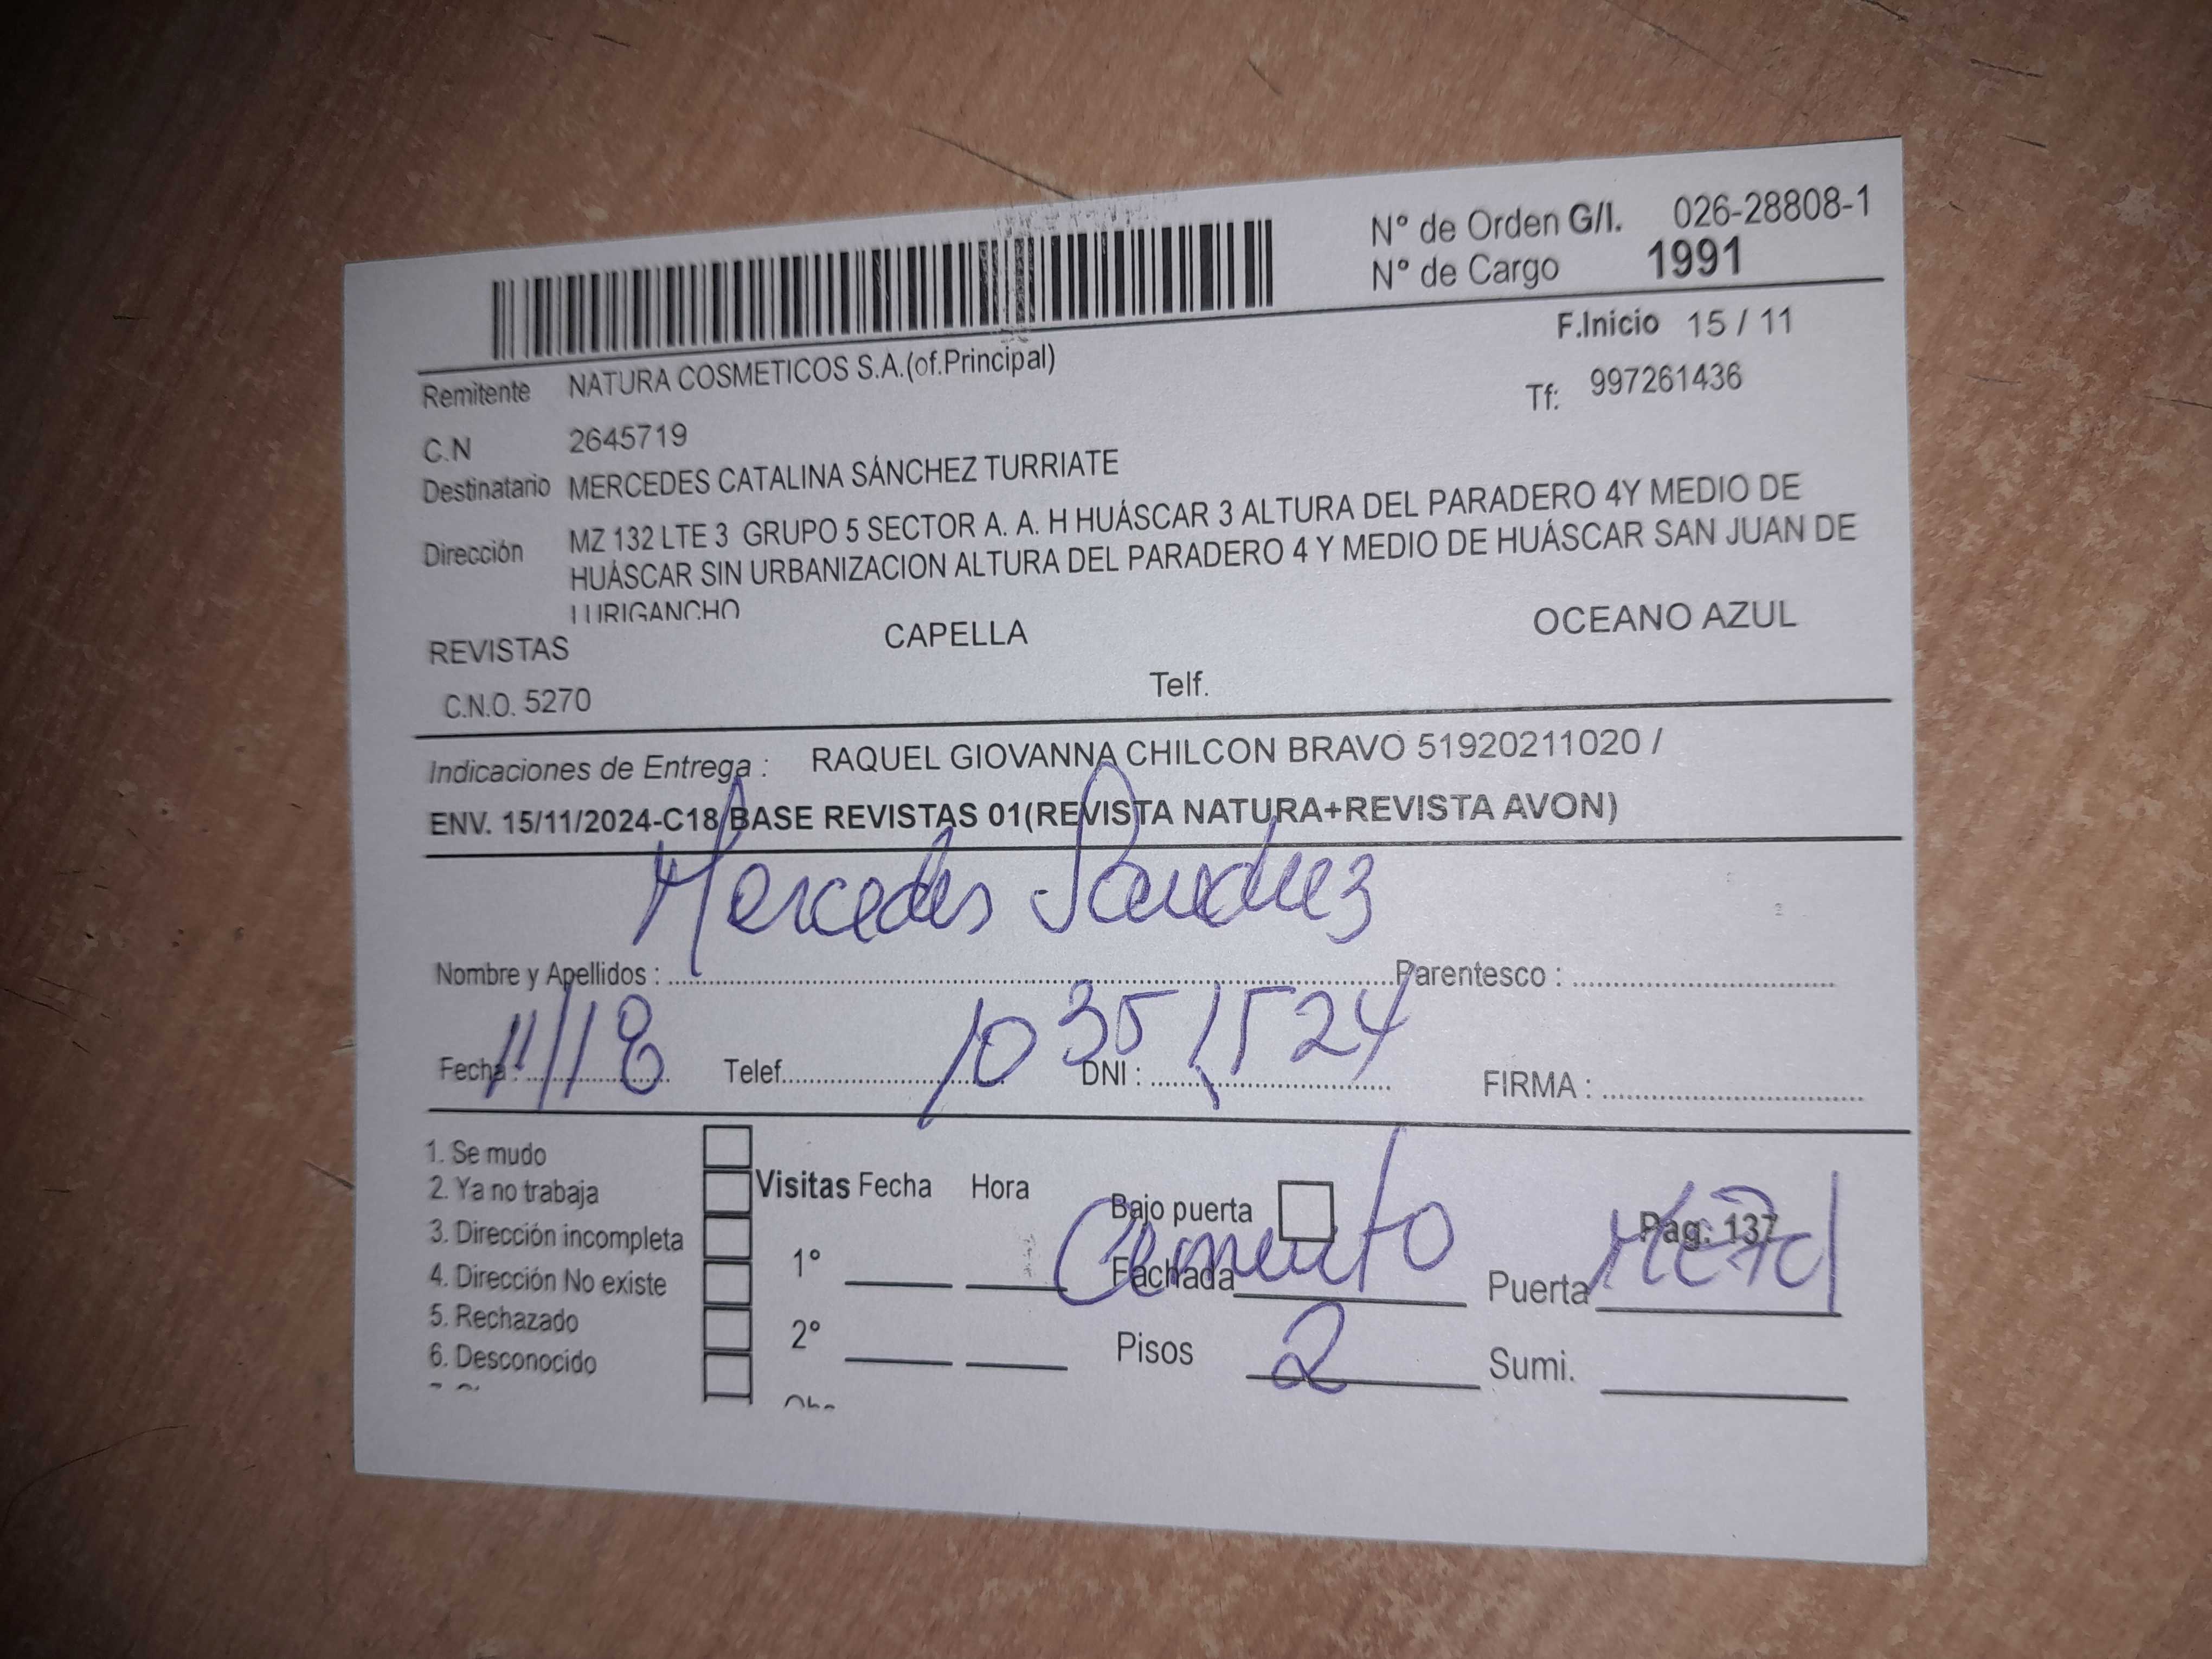 N° de Orden G/I. 026-28808-1
N° de Cargo 1991
F.Inicio 15 / 11
Remitente NATURA COSMETICOS S.A.(of.Principal)
Tf: 997261436
C.N 2645719
Destinatario MERCEDES CATALINA SÁNCHEZ TURRIATE
Dirección MZ 132 LTE 3 GRUPO 5 SECTOR A. A. H HUÁSCAR 3 ALTURA DEL PARADERO 4Y MEDIO DE
HUÁSCAR SIN URBANIZACION ALTURA DEL PARADERO 4 Y MEDIO DE HUÁSCAR SAN JUAN DE
LURIGANCHO
REVISTAS CAPELLA OCEANO AZUL
C.N.O. 5270 Telf.
Indicaciones de Entrega : RAQUEL GIOVANNA CHILCON BRAVO 51920211020 /
ENV. 15/11/2024-C18 BASE REVISTAS 01(REVISTA NATURA+REVISTA AVON)
Mercedes Sanchez
Nombre y Apellidos : Parentesco :
11/18 10351524
Fecha : Telef. DNI : FIRMA :
1. Se mudo
2. Ya no trabaja
3. Dirección incompleta
4. Dirección No existe
5. Rechazado
6. Desconocido
Visitas Fecha Hora
1°
2°
Bajo puerta
Pag: 137
Fachada Cemento Puerta Metal
Pisos 2 Sumi.